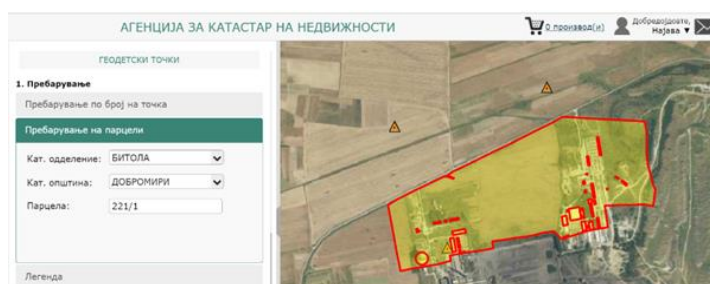 АГЕНЦИЈА ЗА КАТАСТАР НА НЕДВИЖНОСТИ
0 производ(и)
Добредојдовте,
Најава ▼
ГЕОДЕТСКИ ТОЧКИ
1. Пребарување
Пребарување по број на точка
Пребарување на парцели
Кат. одделение: БИТОЛА
Кат. општина: ДОБРОМИРИ
Парцела: 221/1
Легенда